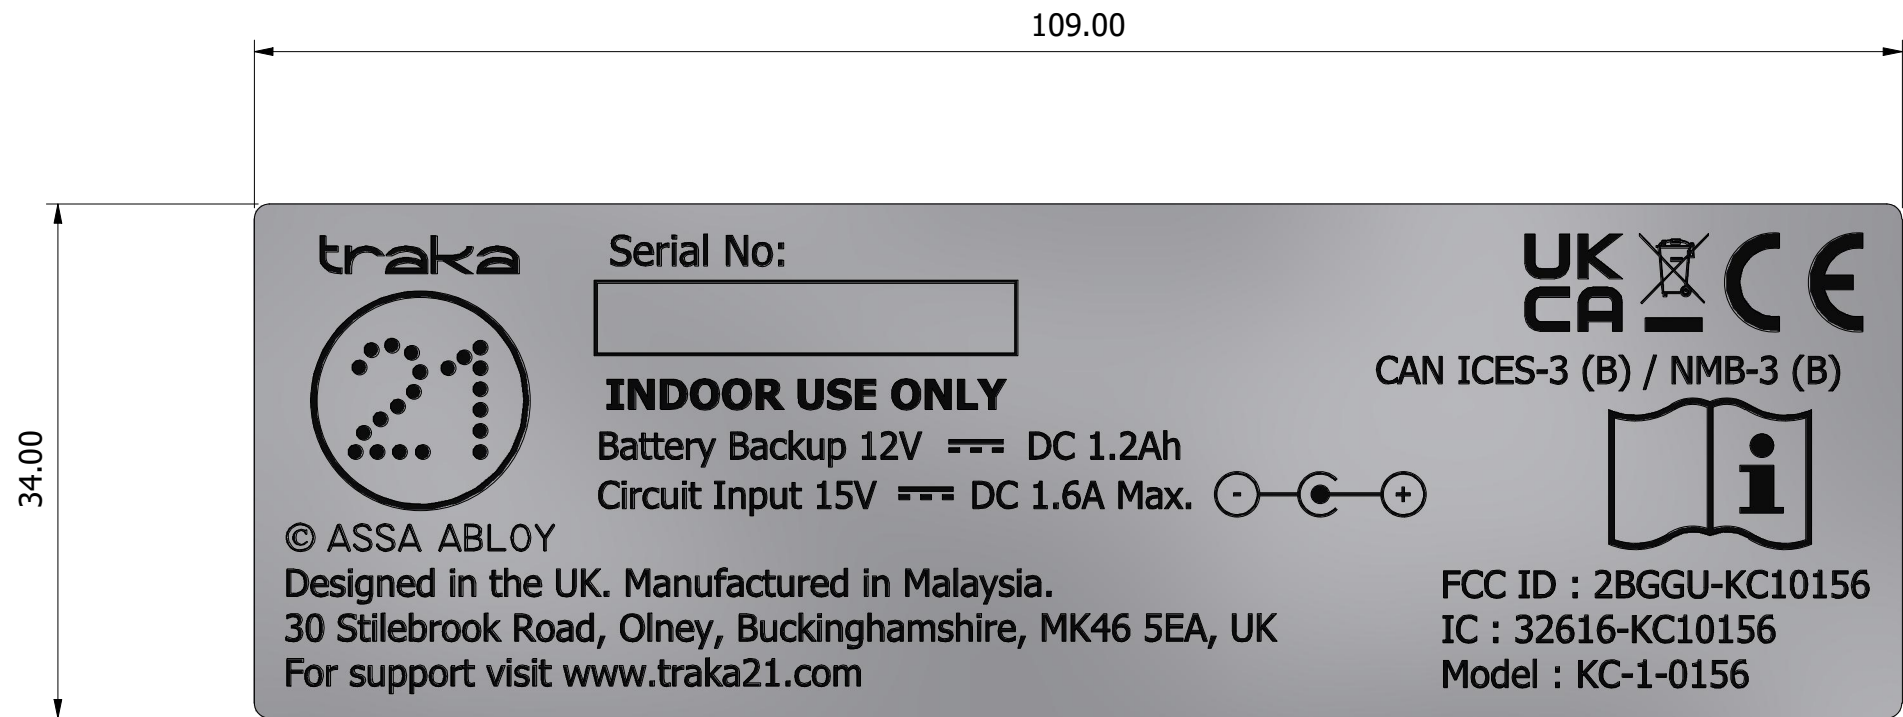 109.00
34.00
traka
21
Serial No:
UK
CA
CE
CAN ICES-3 (B) / NMB-3 (B)
INDOOR USE ONLY
Battery Backup 12V DC 1.2Ah
Circuit Input 15V DC 1.6A Max. - +
i
© ASSA ABLOY
Designed in the UK. Manufactured in Malaysia.
30 Stilebrook Road, Olney, Buckinghamshire, MK46 5EA, UK
For support visit www.traka21.com
FCC ID : 2BGGU-KC10156
IC : 32616-KC10156
Model : KC-1-0156